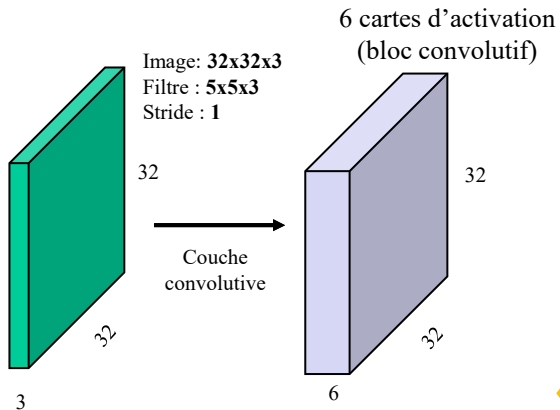 6 cartes d’activation
(bloc convolutif)
Image: 32x32x3
Filtre : 5x5x3
Stride : 1
32
32
Couche
convolutive
32
32
3
6